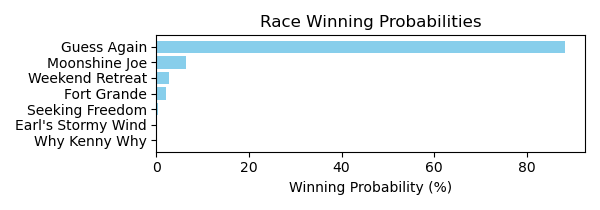 Race Winning Probabilities
Guess Again
Moonshine Joe
Weekend Retreat
Fort Grande
Seeking Freedom
Earl's Stormy Wind
Why Kenny Why
0 20 40 60 80
Winning Probability (%)